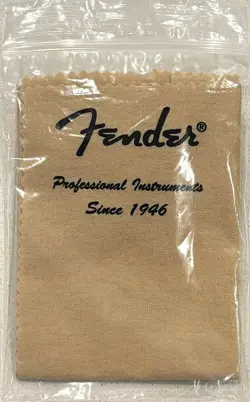 Fender®
Professional Instruments
Since 1946